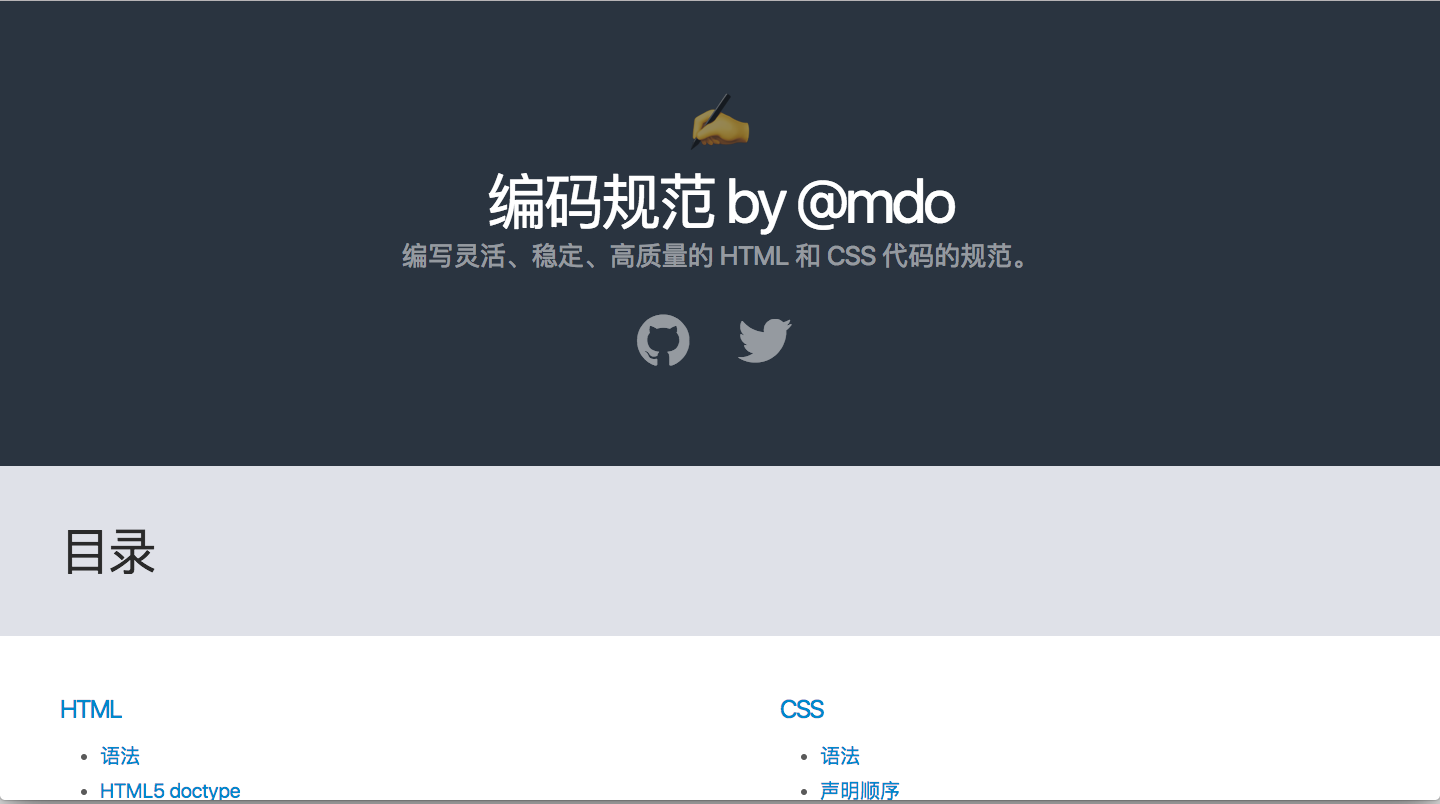 编码规范 by @mdo
编写灵活、稳定、高质量的 HTML 和 CSS 代码的规范。
目录
HTML
语法
HTML5 doctype
CSS
语法
声明顺序